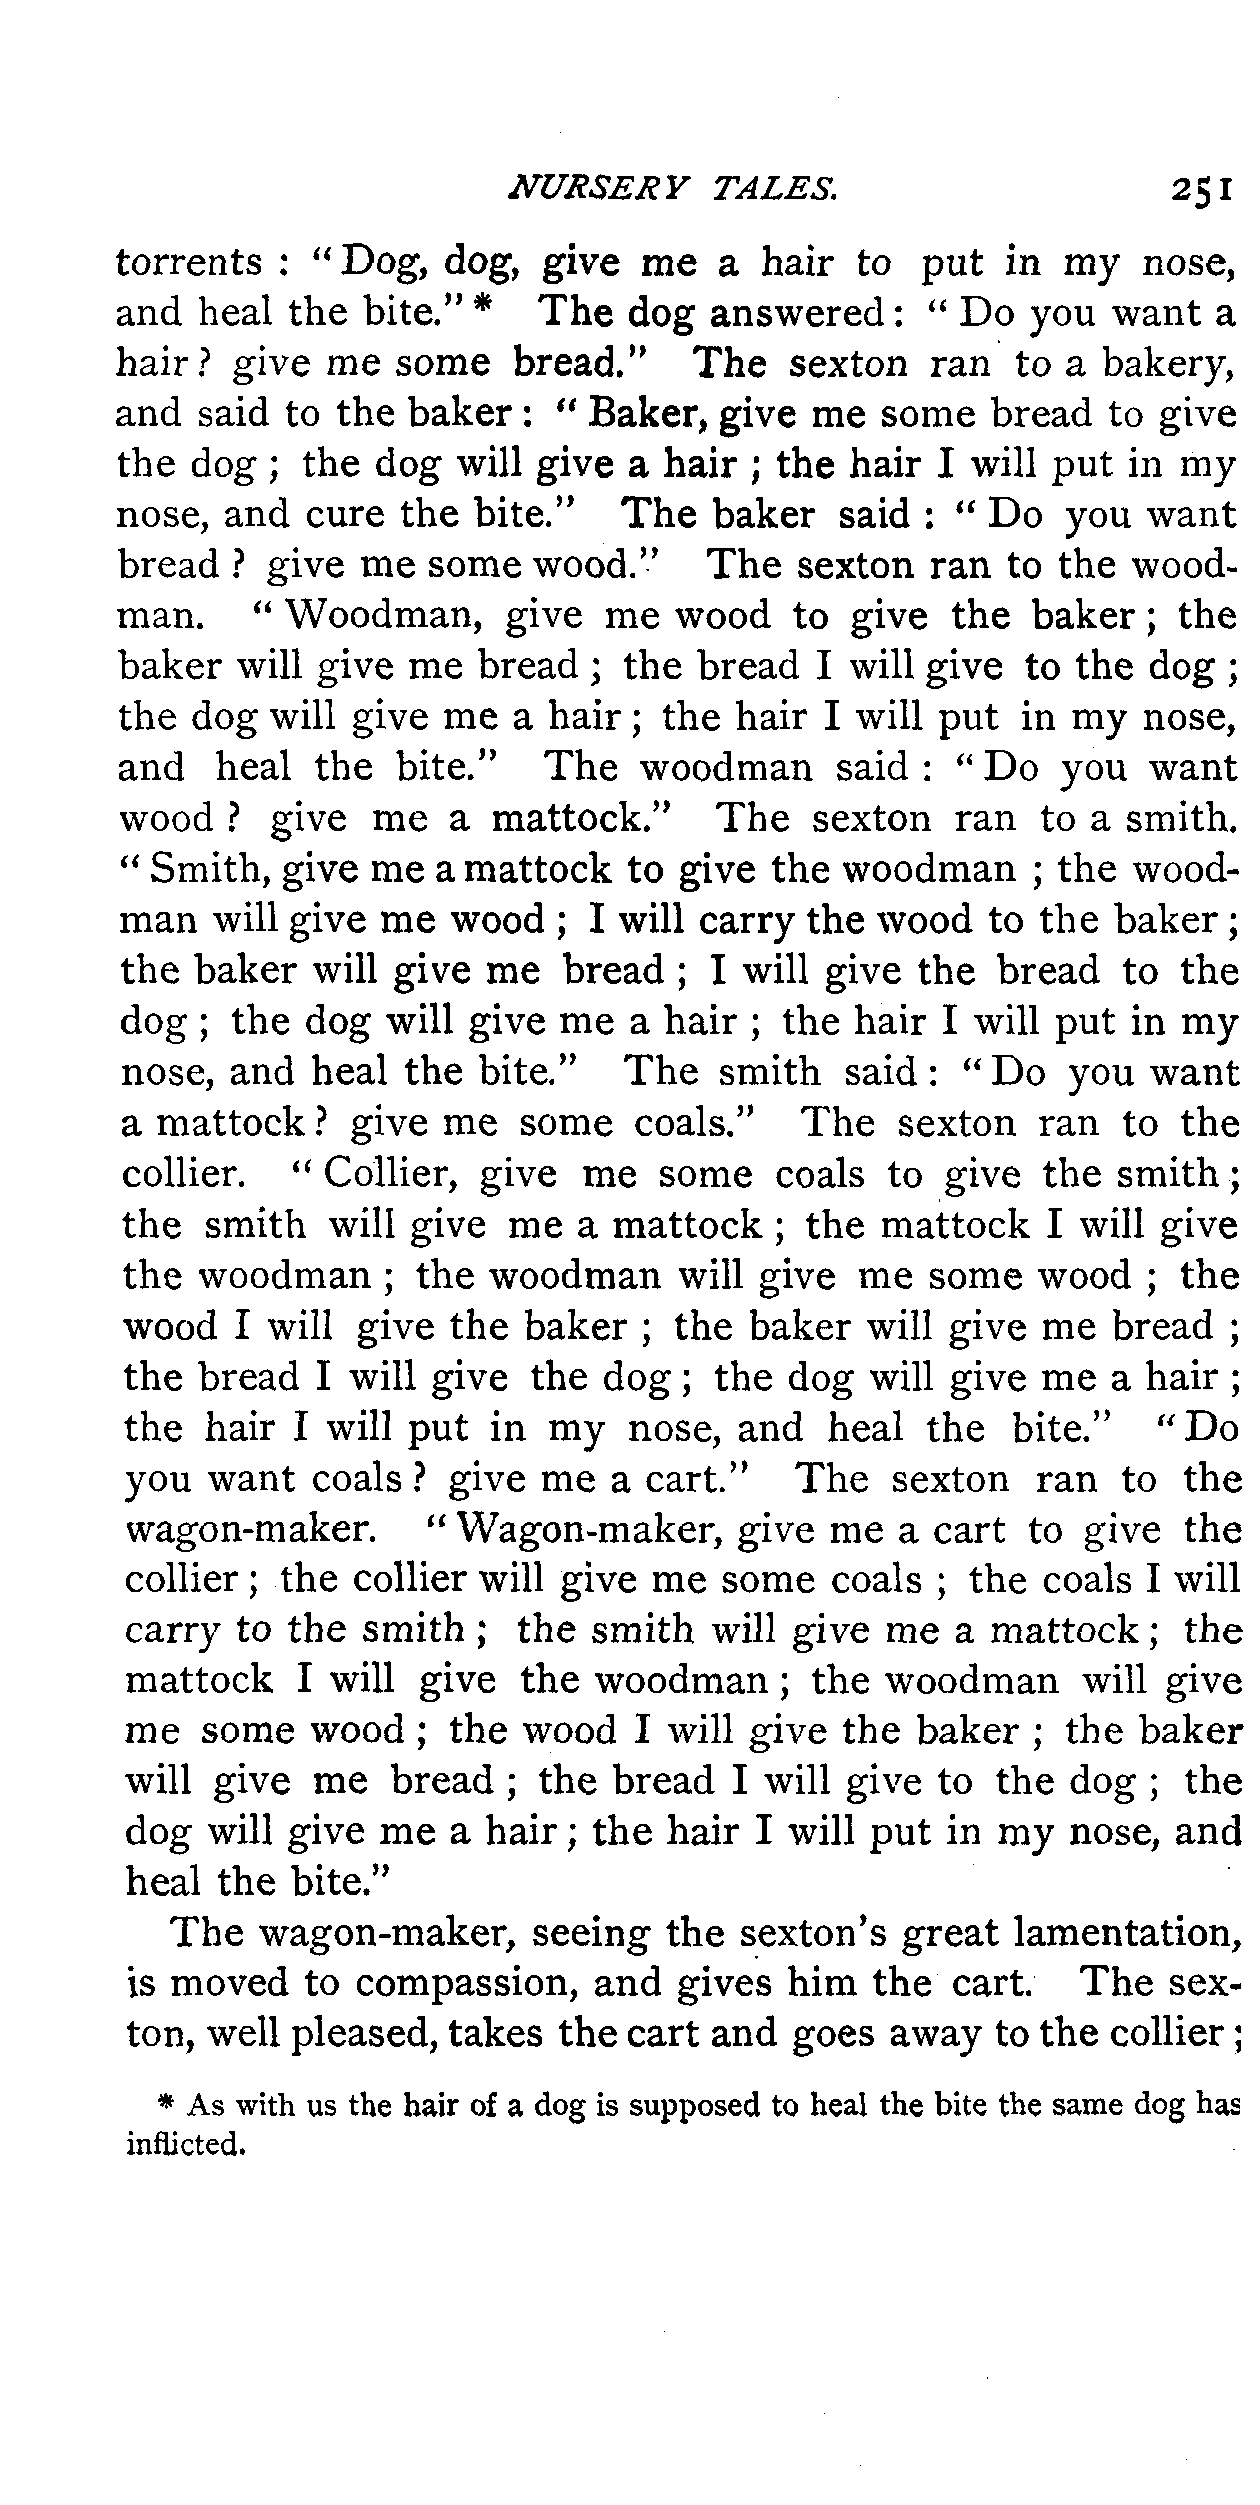 NURSERY TALES. 251
torrents : " Dog, dog, give me a hair to put in my nose,
and heal the bite." * The dog answered : " Do you want a
hair ? give me some bread." The sexton ran to a bakery,
and said to the baker : " Baker, give me some bread to give
the dog ; the dog will give a hair ; the hair I will put in my
nose, and cure the bite." The baker said : " Do you want
bread ? give me some wood." The sexton ran to the wood-
man. " Woodman, give me wood to give the baker ; the
baker will give me bread ; the bread I will give to the dog ;
the dog will give me a hair ; the hair I will put in my nose,
and heal the bite." The woodman said : " Do you want
wood ? give me a mattock." The sexton ran to a smith.
" Smith, give me a mattock to give the woodman ; the wood-
man will give me wood ; I will carry the wood to the baker ;
the baker will give me bread ; I will give the bread to the
dog ; the dog will give me a hair ; the hair I will put in my
nose, and heal the bite." The smith said : " Do you want
a mattock ? give me some coals." The sexton ran to the
collier. " Collier, give me some coals to give the smith ;
the smith will give me a mattock ; the mattock I will give
the woodman ; the woodman will give me some wood ; the
wood I will give the baker ; the baker will give me bread ;
the bread I will give the dog ; the dog will give me a hair ;
the hair I will put in my nose, and heal the bite." " Do
you want coals ? give me a cart." The sexton ran to the
wagon-maker. " Wagon-maker, give me a cart to give the
collier ; the collier will give me some coals ; the coals I will
carry to the smith ; the smith will give me a mattock ; the
mattock I will give the woodman ; the woodman will give
me some wood ; the wood I will give the baker ; the baker
will give me bread ; the bread I will give to the dog ; the
dog will give me a hair ; the hair I will put in my nose, and
heal the bite."
The wagon-maker, seeing the sexton's great lamentation,
is moved to compassion, and gives him the cart. The sex-
ton, well pleased, takes the cart and goes away to the collier ;
* As with us the hair of a dog is supposed to heal the bite the same dog has
inflicted.